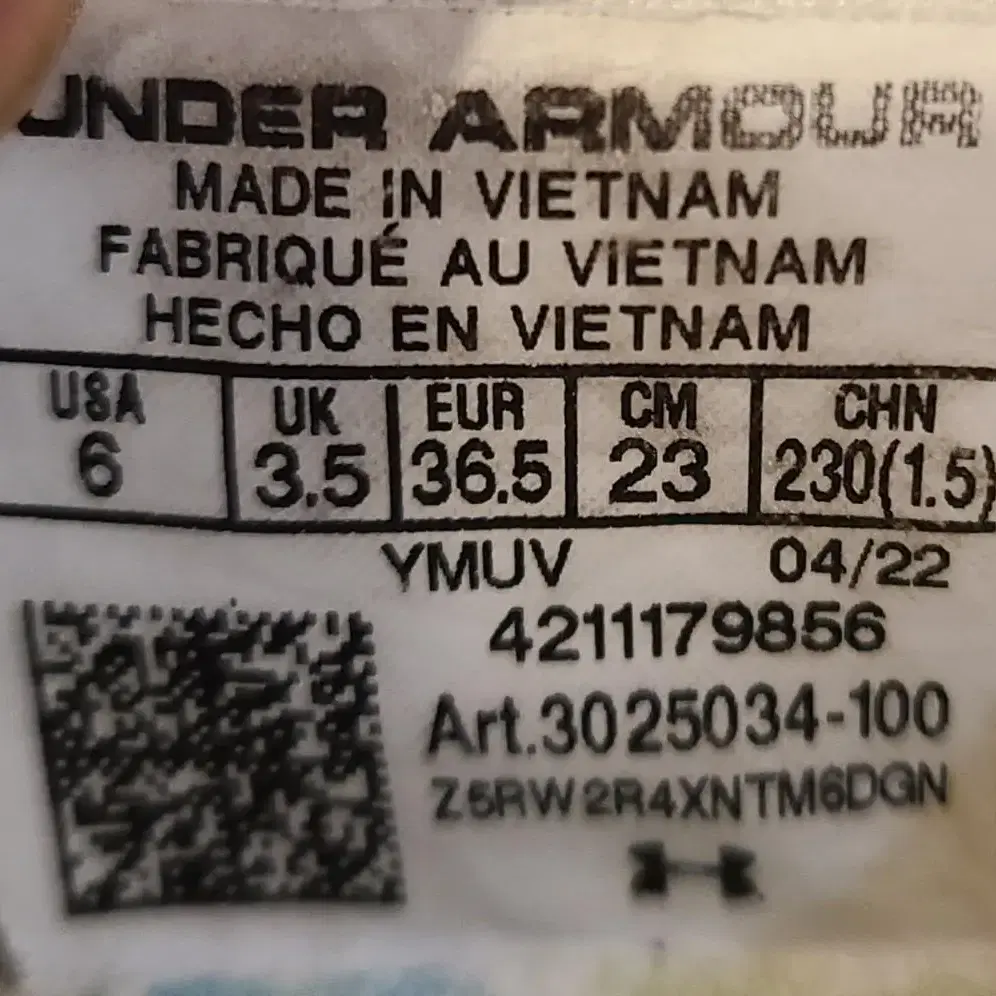 UNDER ARMOUR
MADE IN VIETNAM
FABRIQUÉ AU VIETNAM
HECHO EN VIETNAM
USA UK EUR CM CHN
6 3.5 36.5 23 230(1.5)
YMUV 04/22
4211179856
Art.3025034-100
Z5RW2R4XNTM6DGN